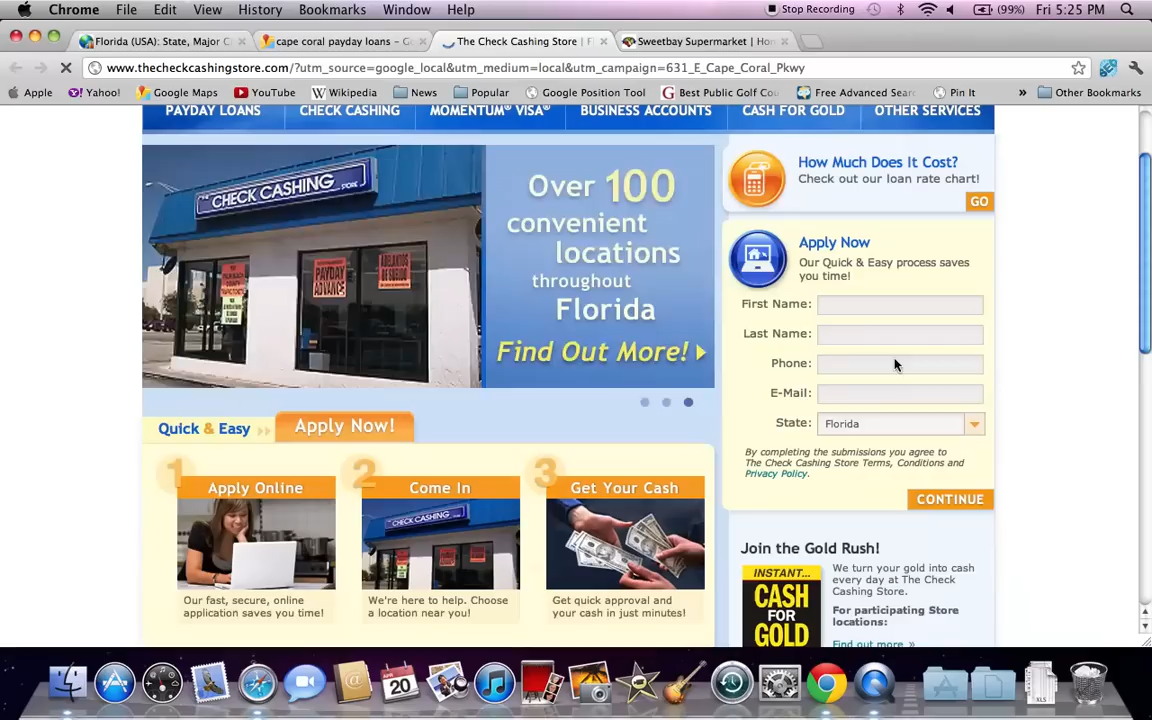 Chrome File Edit View History Bookmarks Window Help Stop Recording (99%) Fri 5:25 PM
Florida (USA): State, Major C cape coral payday loans - Go The Check Cashing Store | F Sweetbay Supermarket | Hom
www.thecheckcashingstore.com/?utm_source=google_local&utm_medium=local&utm_campaign=631_E_Cape_Coral_Pkwy
Apple Yahoo! Google Maps YouTube Wikipedia News Popular Google Position Tool Best Public Golf Cou Free Advanced Sear Pin It » Other Bookmarks
PAYDAY LOANS CHECK CASHING MOMENTUM® VISA® BUSINESS ACCOUNTS CASH FOR GOLD OTHER SERVICES
CHECK CASHING STORE
PAYDAY ADVANCE
Over 100
convenient
locations
throughout
Florida
Find Out More!
How Much Does It Cost?
Check out our loan rate chart!
GO
Apply Now
Our Quick & Easy process saves
you time!
First Name:
Last Name:
Phone:
E-Mail:
State: Florida
By completing the submissions you agree to
The Check Cashing Store Terms, Conditions and
Privacy Policy.
CONTINUE
Quick & Easy Apply Now!
1 Apply Online
Our fast, secure, online
application saves you time!
2 Come In
CHECK CASHING
We're here to help. Choose
a location near you!
3 Get Your Cash
Get quick approval and
your cash in just minutes!
Join the Gold Rush!
INSTANT...
CASH
FOR
GOLD
We turn your gold into cash
every day at The Check
Cashing Store.
For participating Store
locations:
Find out more »
APR
20
XLS